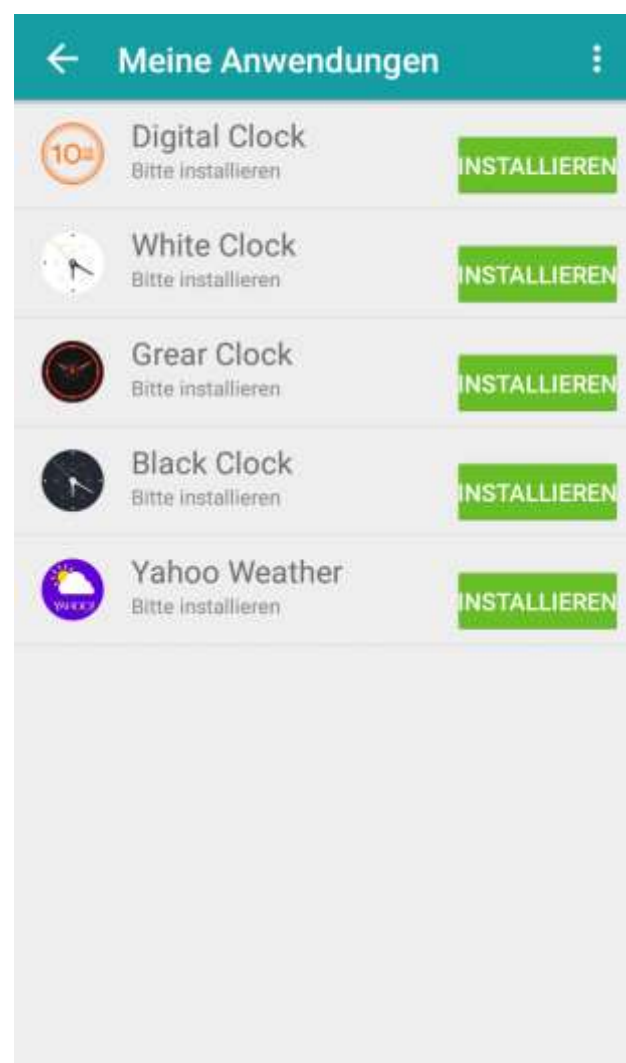 Meine Anwendungen
10
Digital Clock
Bitte installieren
INSTALLIEREN
White Clock
Bitte installieren
INSTALLIEREN
Grear Clock
Bitte installieren
INSTALLIEREN
Black Clock
Bitte installieren
INSTALLIEREN
Yahoo Weather
Bitte installieren
YAHOO!
INSTALLIEREN